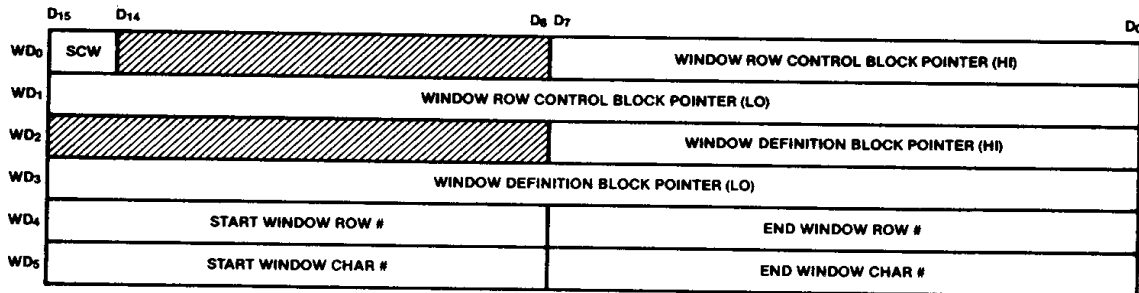 D15 D14 D8 D7 D0
WD0 SCW WINDOW ROW CONTROL BLOCK POINTER (HI)
WD1 WINDOW ROW CONTROL BLOCK POINTER (LO)
WD2 WINDOW DEFINITION BLOCK POINTER (HI)
WD3 WINDOW DEFINITION BLOCK POINTER (LO)
WD4 START WINDOW ROW # END WINDOW ROW #
WD5 START WINDOW CHAR # END WINDOW CHAR #